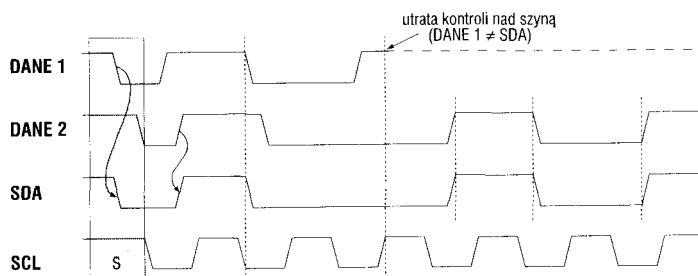 utrata kontroli nad szyną
(DANE 1 ≠ SDA)
DANE 1
DANE 2
SDA
SCL
S